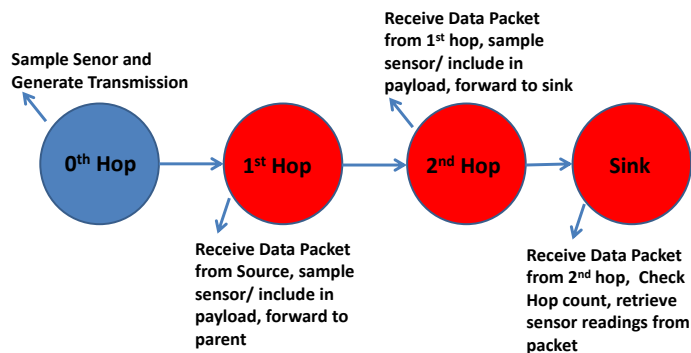 Sample Senor and
Generate Transmission
Receive Data Packet
from 1st hop, sample
sensor/ include in
payload, forward to sink
0th Hop
1st Hop
2nd Hop
Sink
Receive Data Packet
from Source, sample
sensor/ include in
payload, forward to
parent
Receive Data Packet
from 2nd hop, Check
Hop count, retrieve
sensor readings from
packet